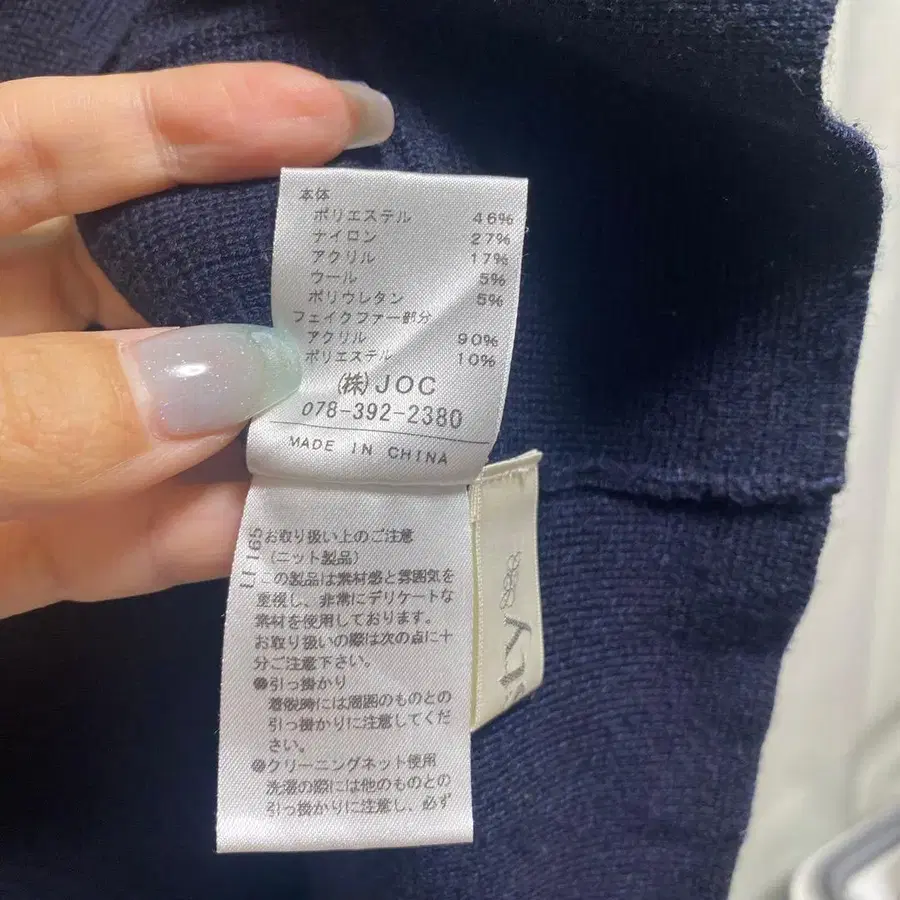 本体
ポリエステル 46%
ナイロン 27%
アクリル 17%
ウール 5%
ポリウレタン 5%
フェイクファー部分
アクリル 90%
ポリエステル 10%
(株)JOC
078-392-2380
MADE IN CHINA
お取り扱い上のご注意
(ニット製品)
この製品は素材感と雰囲気を
重視し、非常にデリケートな
素材を使用しております。
お取り扱いの際は次の点に十
分ご注意下さい。
●引っ掛かり
着脱時には周囲のものとの
引っ掛かりに注意してくだ
さい。
●クリーニングネット使用
洗濯の際には他のものとの
引っ掛かりに注意し、必ず